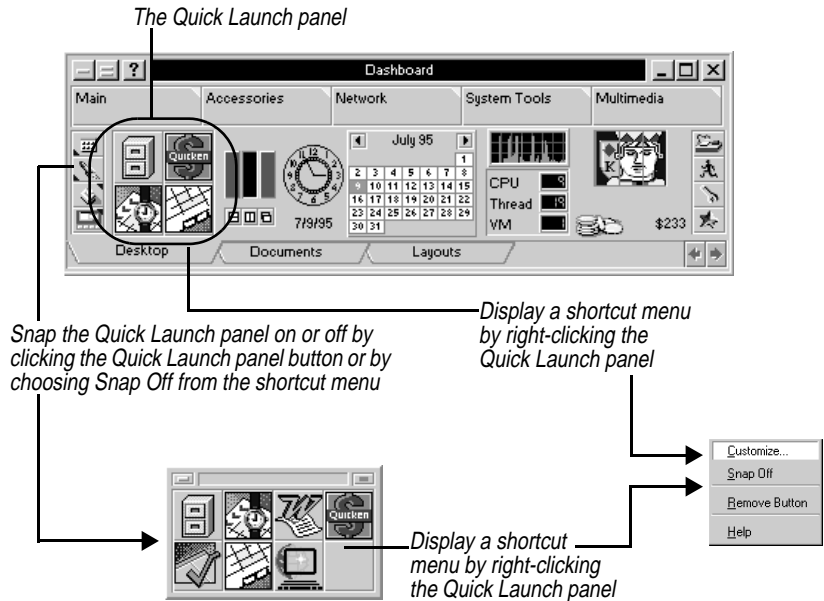 The Quick Launch panel
?
Dashboard
Main
Accessories
Network
System Tools
Multimedia
Quicken
7/9/95
July 95
1
2 3 4 5 6 7 8
9 10 11 12 13 14 15
16 17 18 19 20 21 22
23 24 25 26 27 28 29
30 31
CPU 9
Thread 19
VM
K
$233
Desktop
Documents
Layouts
Snap the Quick Launch panel on or off by
clicking the Quick Launch panel button or by
choosing Snap Off from the shortcut menu
Display a shortcut menu
by right-clicking the
Quick Launch panel
Customize...
Snap Off
Remove Button
Help
W
Quicken
Display a shortcut
menu by right-clicking
the Quick Launch panel